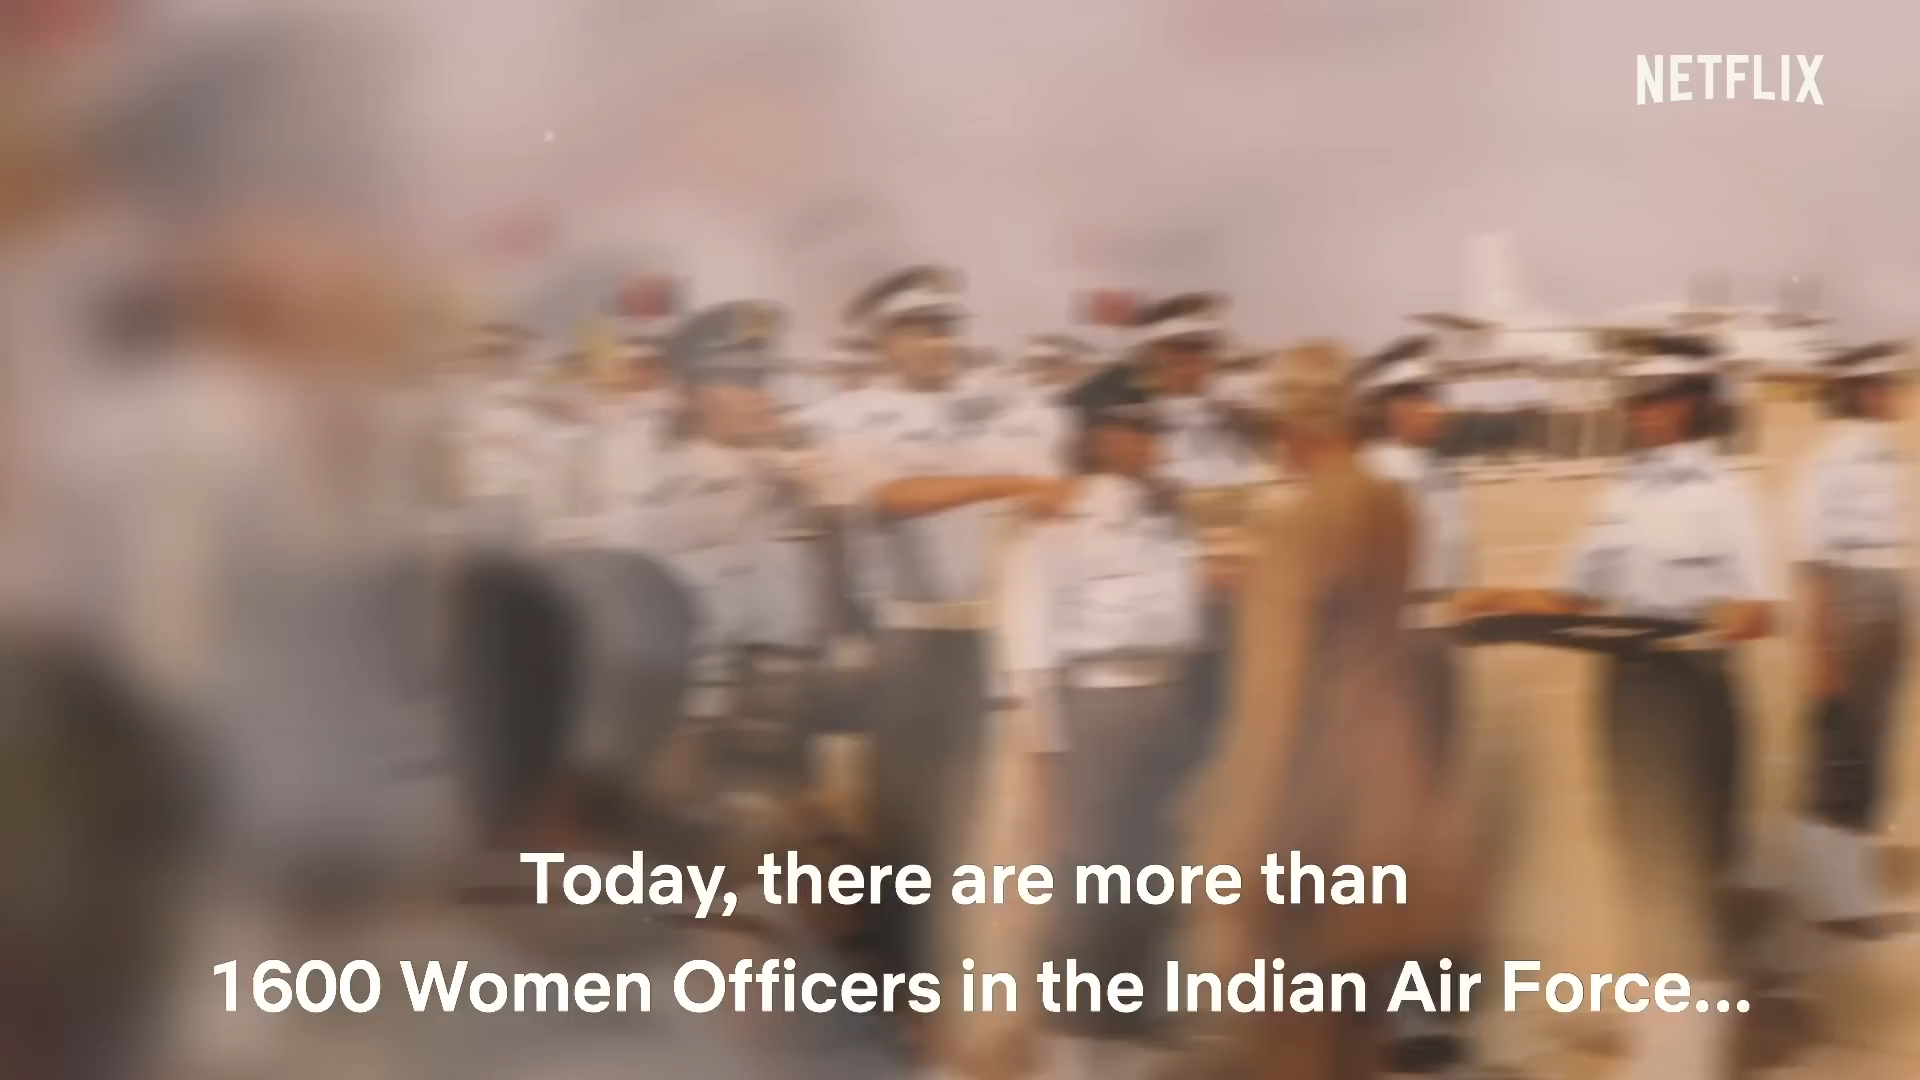 NETFLIX
Today, there are more than
1600 Women Officers in the Indian Air Force...